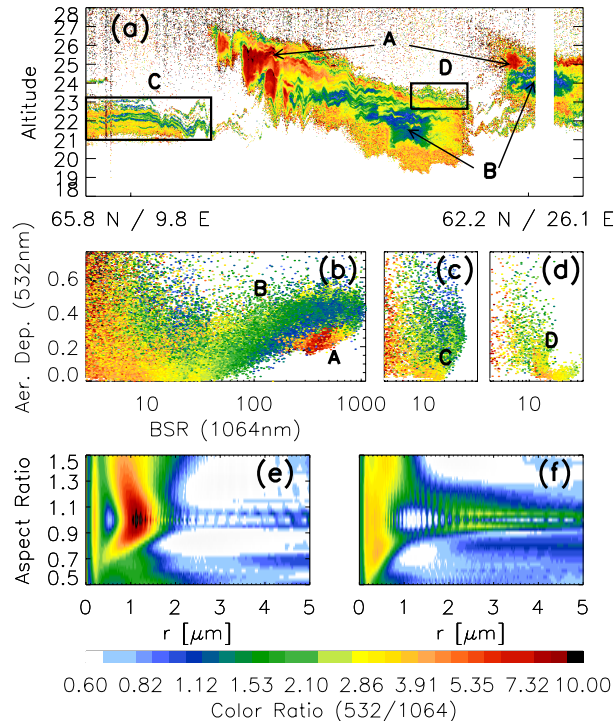 (a)
A
C
D
B
Altitude
28
27
26
25
24
23
22
21
20
19
18
65.8 N / 9.8 E
62.2 N / 26.1 E
Aer. Dep. (532nm)
0.6
0.4
0.2
0.0
(b)
B
A
(c)
C
(d)
D
10
100
1000
10
10
BSR (1064nm)
Aspect Ratio
1.5
1.3
1.1
0.9
0.7
0.5
(e)
(f)
0 1 2 3 4 5
0 1 2 3 4 5
r [μm]
r [μm]
0.60 0.82 1.12 1.53 2.10 2.86 3.91 5.35 7.32 10.00
Color Ratio (532/1064)